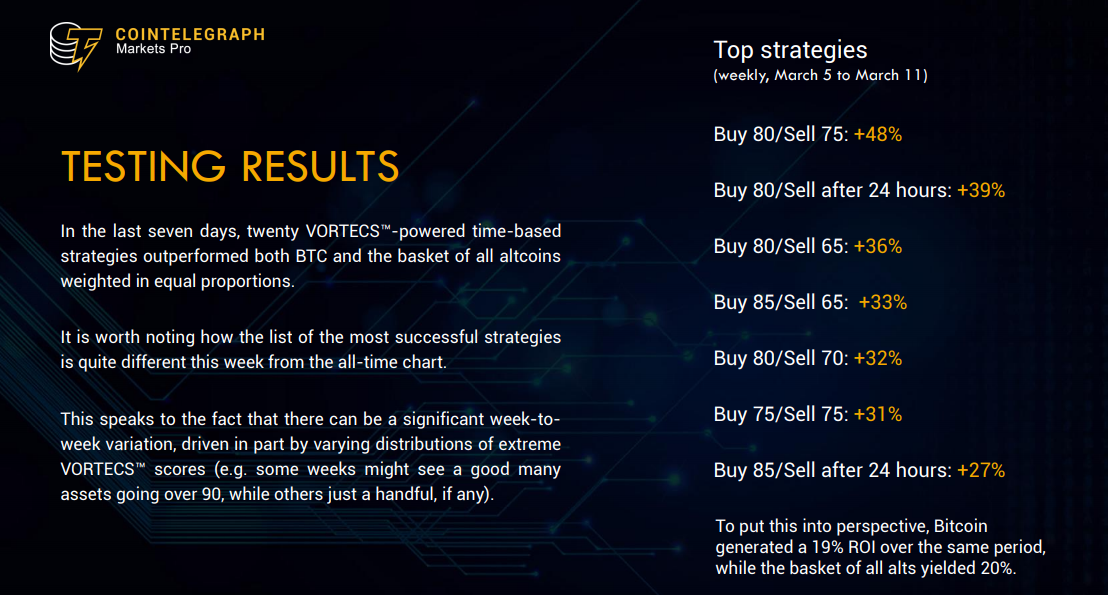 COINTELEGRAPH
Markets Pro
TESTING RESULTS
In the last seven days, twenty VORTECS™-powered time-based
strategies outperformed both BTC and the basket of all altcoins
weighted in equal proportions.
It is worth noting how the list of the most successful strategies
is quite different this week from the all-time chart.
This speaks to the fact that there can be a significant week-to-
week variation, driven in part by varying distributions of extreme
VORTECS™ scores (e.g. some weeks might see a good many
assets going over 90, while others just a handful, if any).
Top strategies
(weekly, March 5 to March 11)
Buy 80/Sell 75: +48%
Buy 80/Sell after 24 hours: +39%
Buy 80/Sell 65: +36%
Buy 85/Sell 65: +33%
Buy 80/Sell 70: +32%
Buy 75/Sell 75: +31%
Buy 85/Sell after 24 hours: +27%
To put this into perspective, Bitcoin
generated a 19% ROI over the same period,
while the basket of all alts yielded 20%.